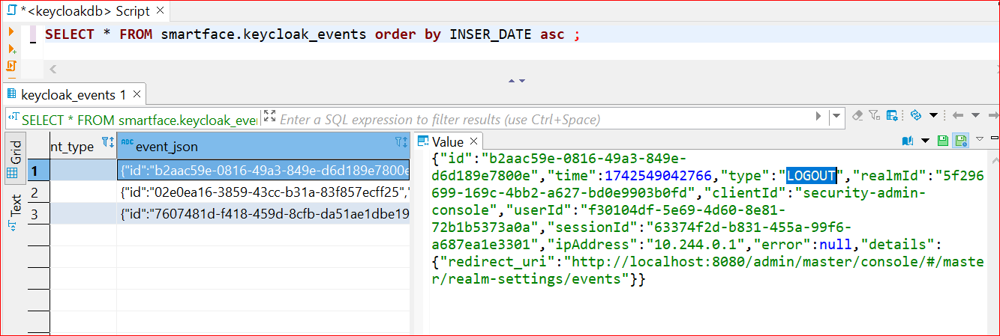 *<keycloakdb> Script
SELECT * FROM smartface.keycloak_events order by INSER_DATE asc ;
keycloak_events 1
SELECT * FROM smartface.keycloak_ever
Enter a SQL expression to filter results (use Ctrl+Space)
Grid
Text
nt_type
ABC event_json
1 {"id":"b2aac59e-0816-49a3-849e-d6d189e7800e
2 {"id":"02e0ea16-3859-43cc-b31a-83f857ecff25",
3 {"id":"7607481d-f418-459d-8cfb-da51ae1dbe19
Value
{"id":"b2aac59e-0816-49a3-849e-
d6d189e7800e","time":1742549042766,"type":"LOGOUT","realmId":"5f296
699-169c-4bb2-a627-bd0e9903b0fd","clientId":"security-admin-
console","userId":"f30104df-5e69-4d60-8e81-
72b1b5373a0a","sessionId":"63374f2d-b831-455a-99f6-
a687ea1e3301","ipAddress":"10.244.0.1","error":null,"details":
{"redirect_uri":"http://localhost:8080/admin/master/console/#/maste
r/realm-settings/events"}}